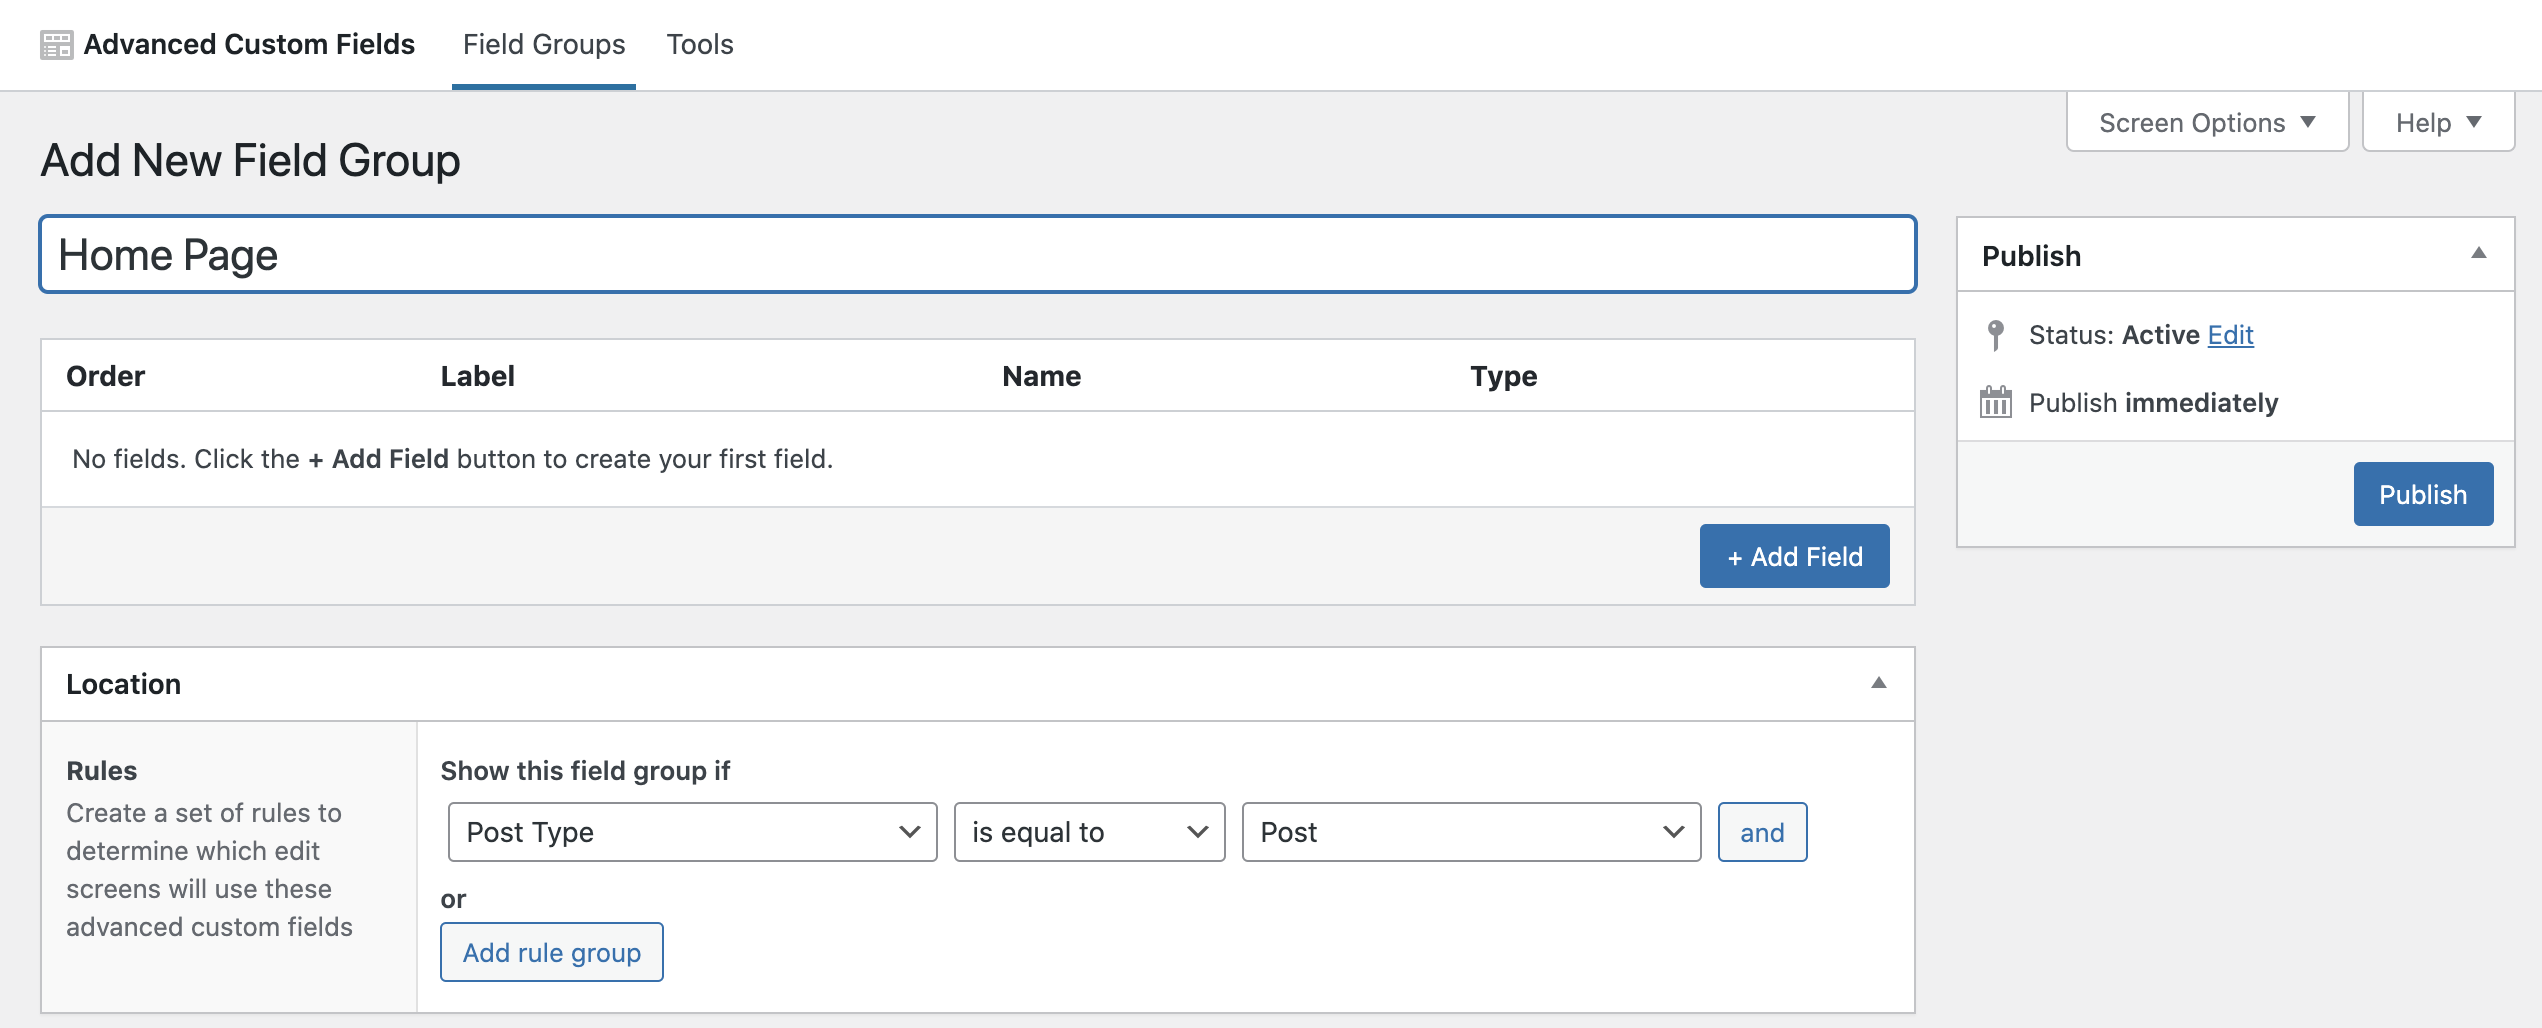 Advanced Custom Fields Field Groups Tools
Screen Options Help
Add New Field Group
Home Page
Publish
Status: Active Edit
Publish immediately
Publish
Order Label Name Type
No fields. Click the + Add Field button to create your first field.
+ Add Field
Location
Rules
Create a set of rules to
determine which edit
screens will use these
advanced custom fields
Show this field group if
Post Type is equal to Post and
or
Add rule group